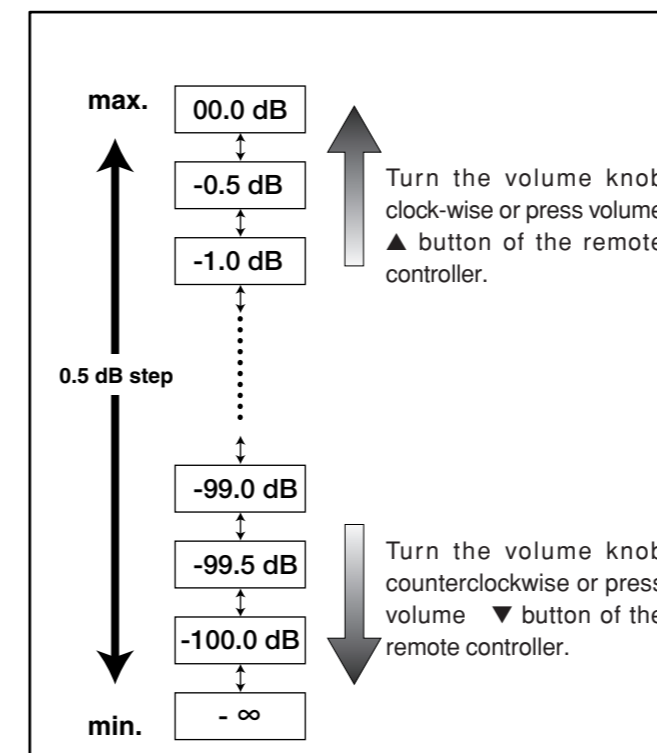 max.
00.0 dB
-0.5 dB
-1.0 dB
Turn the volume knob
clock-wise or press volume
▲ button of the remote
controller.
0.5 dB step
-99.0 dB
-99.5 dB
-100.0 dB
- ∞
min.
Turn the volume knob
counterclockwise or press
volume ▼ button of the
remote controller.